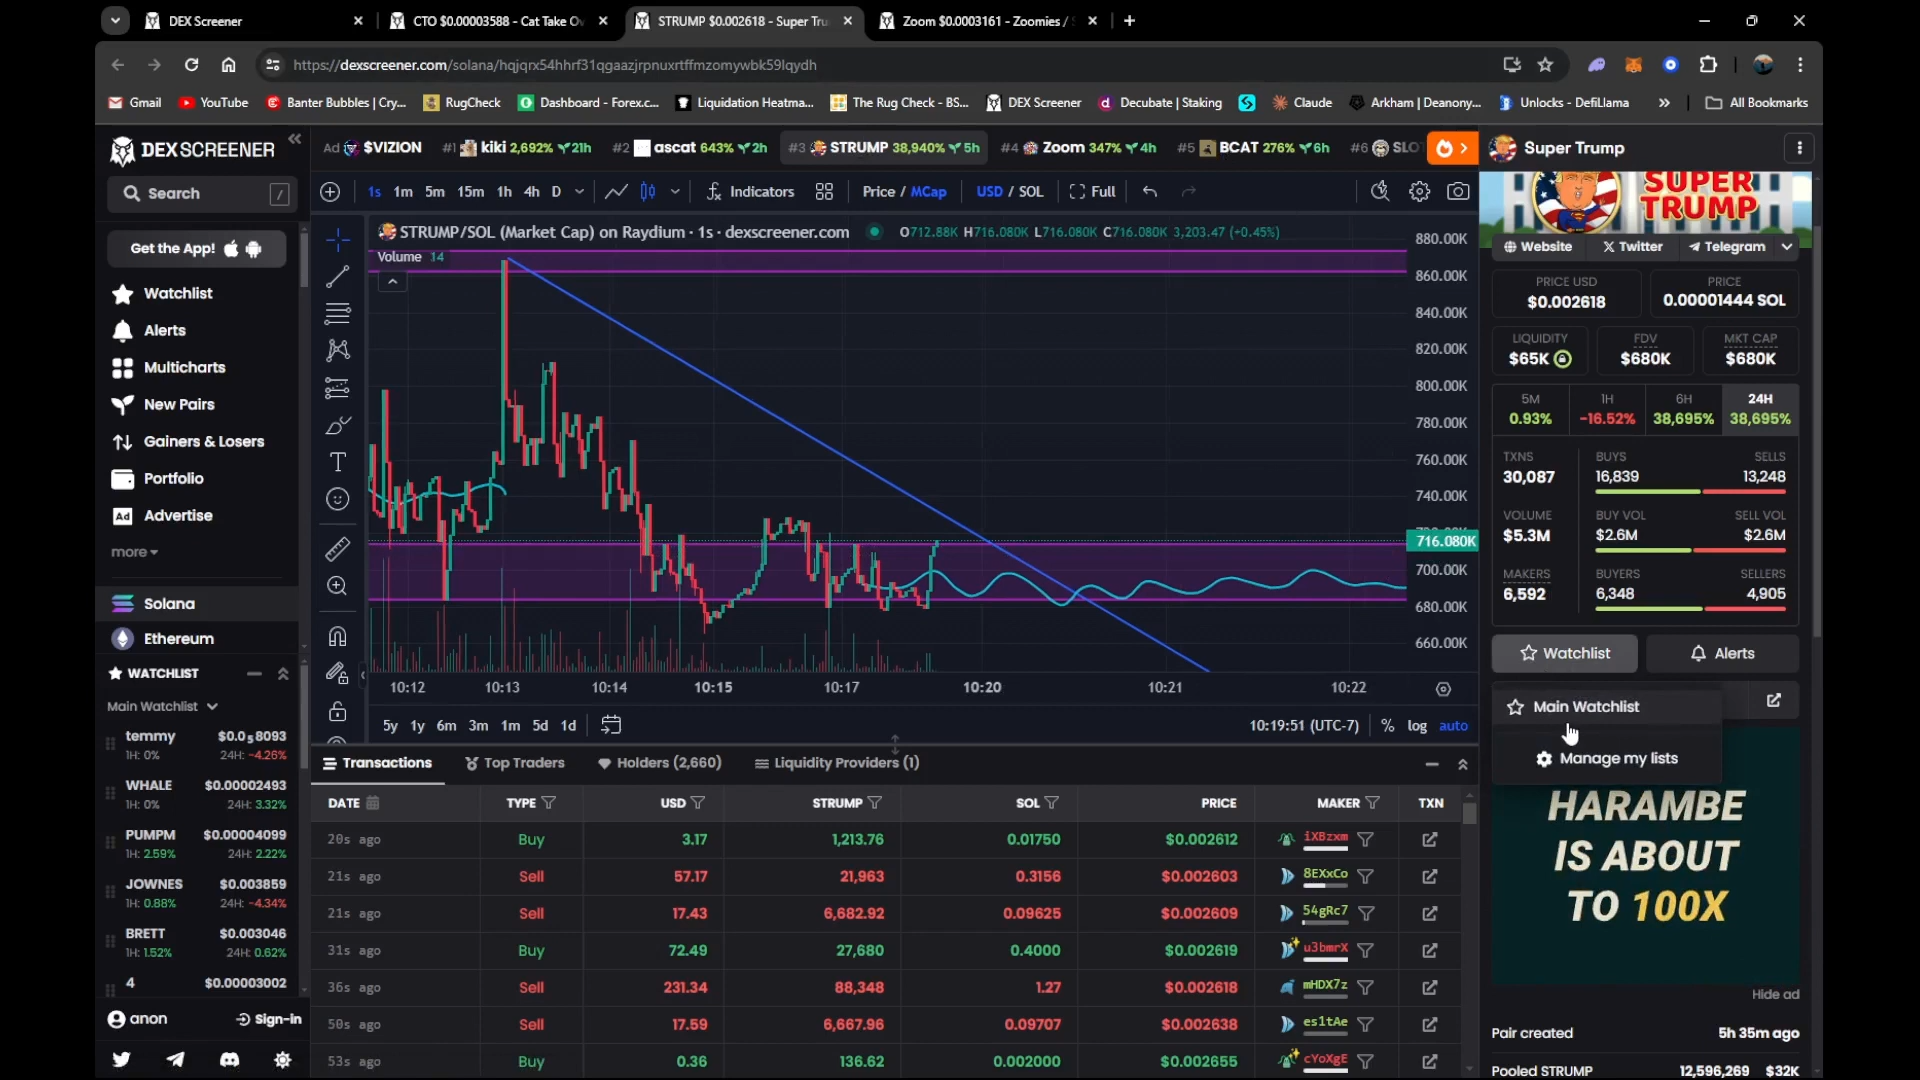 DEX Screener
CTO $0.00003588 - Cat Take Ov
STRUMP $0.002618 - Super Tru
Zoom $0.0003161 - Zoomies /
https://dexscreener.com/solana/hqjqrx54hhrf31qgaazjrpnuxrtffmzomywbk59lqydh
Gmail
YouTube
Banter Bubbles | Cry...
RugCheck
Dashboard - Forex.c...
Liquidation Heatma...
The Rug Check - BS...
DEX Screener
Decubate | Staking
Claude
Arkham | Deanony...
Unlocks - DefiLlama
All Bookmarks
DEXSCREENER
Ad $VIZION #1 kiki 2,692% 21h #2 ascat 643% 2h #3 STRUMP 38,940% 5h #4 Zoom 347% 4h #5 BCAT 276% 6h #6 SLO
Super Trump
Search /
1s 1m 5m 15m 1h 4h D Indicators Price / MCap USD / SOL Full
Get the App!
Watchlist
Alerts
Multicharts
New Pairs
Gainers & Losers
Portfolio
Ad Advertise
more
Solana
Ethereum
WATCHLIST
Main Watchlist
temmy $0.0₅8093
1H: 0% 24H: -4.26%
WHALE $0.00002493
1H: 0% 24H: 3.32%
PUMPM $0.00004099
1H: 2.59% 24H: 2.22%
JOWNES $0.003859
1H: 0.88% 24H: -4.34%
BRETT $0.003046
1H: 1.52% 24H: 0.62%
4 $0.00003002
anon Sign-in
STRUMP/SOL (Market Cap) on Raydium · 1s · dexscreener.com O712.88K H716.080K L716.080K C716.080K 3,203.47 (+0.45%)
Volume 14
880.00K
860.00K
840.00K
820.00K
800.00K
780.00K
760.00K
740.00K
716.080K
700.00K
680.00K
660.00K
10:12 10:13 10:14 10:15 10:17 10:20 10:21 10:22
5y 1y 6m 3m 1m 5d 1d 10:19:51 (UTC-7) % log auto
Transactions Top Traders Holders (2,660) Liquidity Providers (1)
DATE TYPE USD STRUMP SOL PRICE MAKER TXN
20s ago Buy 3.17 1,213.76 0.01750 $0.002612 iXBzxm
21s ago Sell 57.17 21,963 0.3156 $0.002603 8EXxCo
21s ago Sell 17.43 6,682.92 0.09625 $0.002609 54gRc7
31s ago Buy 72.49 27,680 0.4000 $0.002619 u3bmrX
36s ago Sell 231.34 88,348 1.27 $0.002618 mHDX7z
50s ago Sell 17.59 6,667.96 0.09707 $0.002638 es1tAe
53s ago Buy 0.36 136.62 0.002000 $0.002655 cYoXgE
SUPER
TRUMP
Website Twitter Telegram
PRICE USD
$0.002618
PRICE
0.00001444 SOL
LIQUIDITY
$65K
FDV
$680K
MKT CAP
$680K
5M
0.93%
1H
-16.52%
6H
38,695%
24H
38,695%
TXNS
30,087
BUYS SELLS
16,839 13,248
VOLUME
$5.3M
BUY VOL SELL VOL
$2.6M $2.6M
MAKERS
6,592
BUYERS SELLERS
6,348 4,905
Watchlist
Alerts
Main Watchlist
Manage my lists
HARAMBE
IS ABOUT
TO 100X
Hide ad
Pair created 5h 35m ago
Pooled STRUMP 12,596,269 $32K